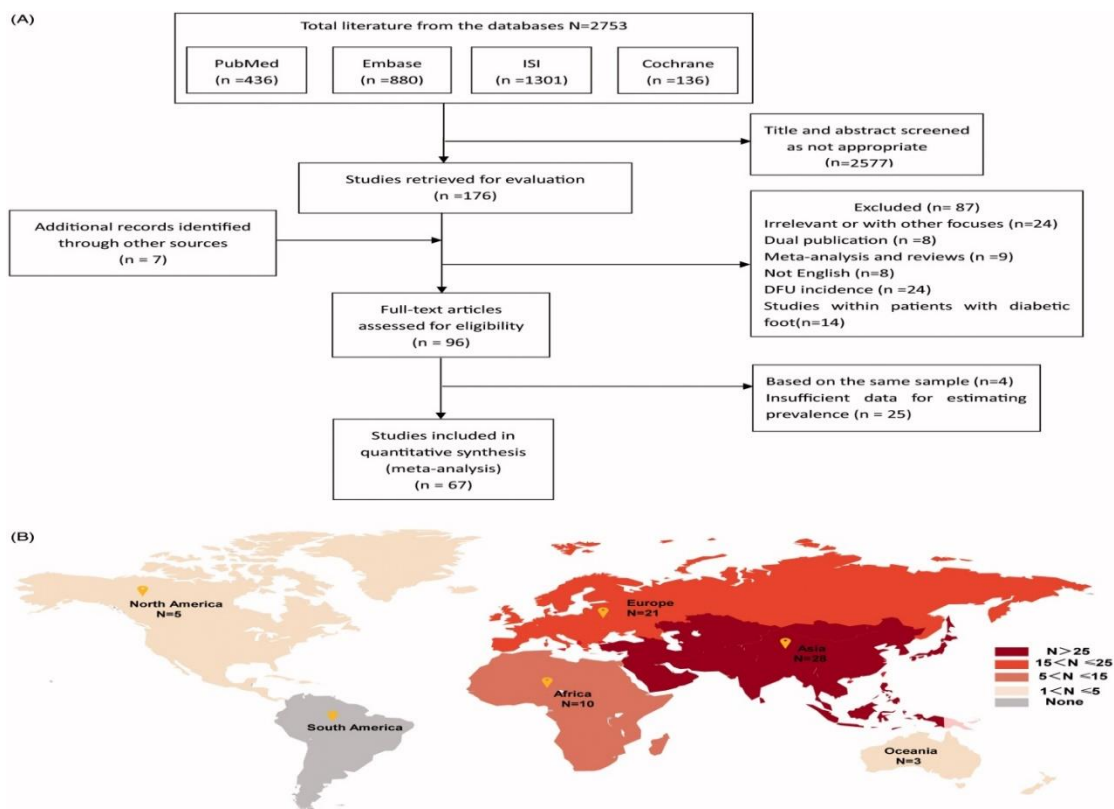 (A)
Total literature from the databases N=2753
PubMed
(n =436)
Embase
(n =880)
ISI
(n =1301)
Cochrane
(n =136)
Title and abstract screened
as not appropriate
(n=2577)
Studies retrieved for evaluation
(n =176)
Additional records identified
through other sources
(n = 7)
Excluded (n= 87)
Irrelevant or with other focuses (n=24)
Dual publication (n =8)
Meta-analysis and reviews (n =9)
Not English(n=8)
DFU incidence (n =24)
Studies within patients with diabetic
foot(n=14)
Full-text articles
assessed for eligibility
(n = 96)
Based on the same sample (n=4)
Insufficient data for estimating
prevalence (n = 25)
Studies included in
quantitative synthesis
(meta-analysis)
(n = 67)
(B)
North America
N=5
Europe
N=21
Asia
N=28
Africa
N=10
South America
Oceania
N=3
N>25
15<N ≤25
5<N ≤15
1<N ≤5
None